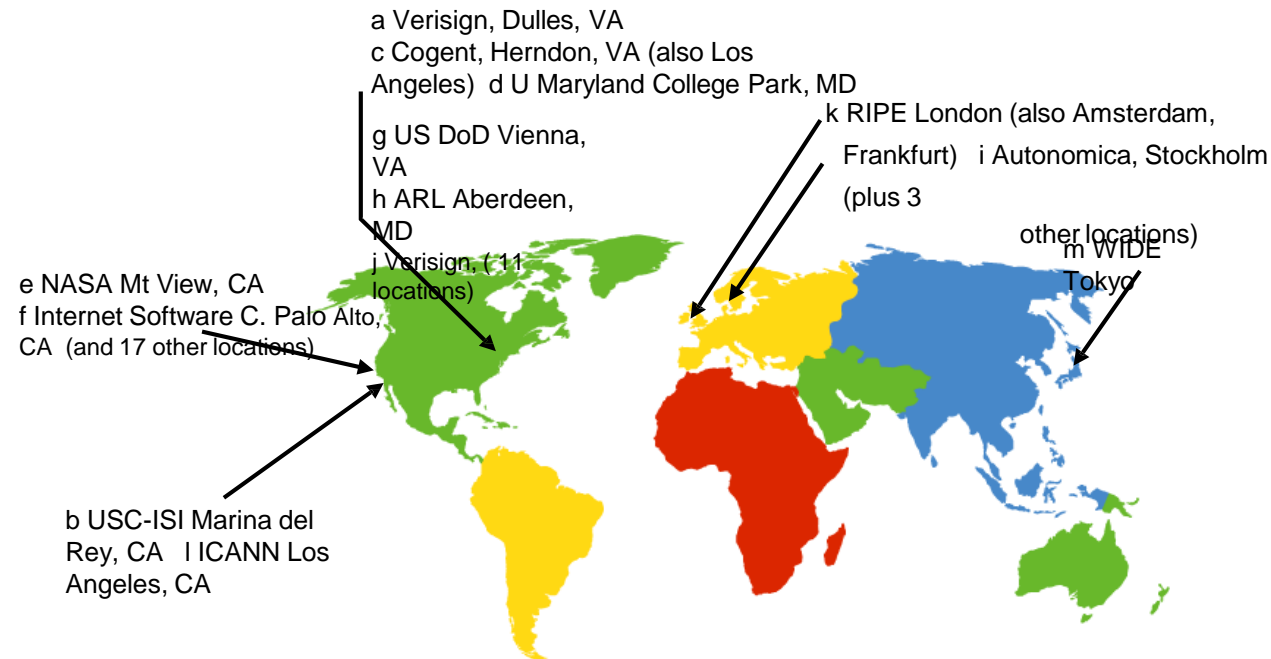 a Verisign, Dulles, VA
c Cogent, Herndon, VA (also Los
Angeles) d U Maryland College Park, MD
g US DoD Vienna,
VA
h ARL Aberdeen,
MD
j Verisign, ( 11
locations)
k RIPE London (also Amsterdam,
Frankfurt) i Autonomica, Stockholm
(plus 3
other locations)
m WIDE
Tokyo
e NASA Mt View, CA
f Internet Software C. Palo Alto,
CA (and 17 other locations)
b USC-ISI Marina del
Rey, CA l ICANN Los
Angeles, CA